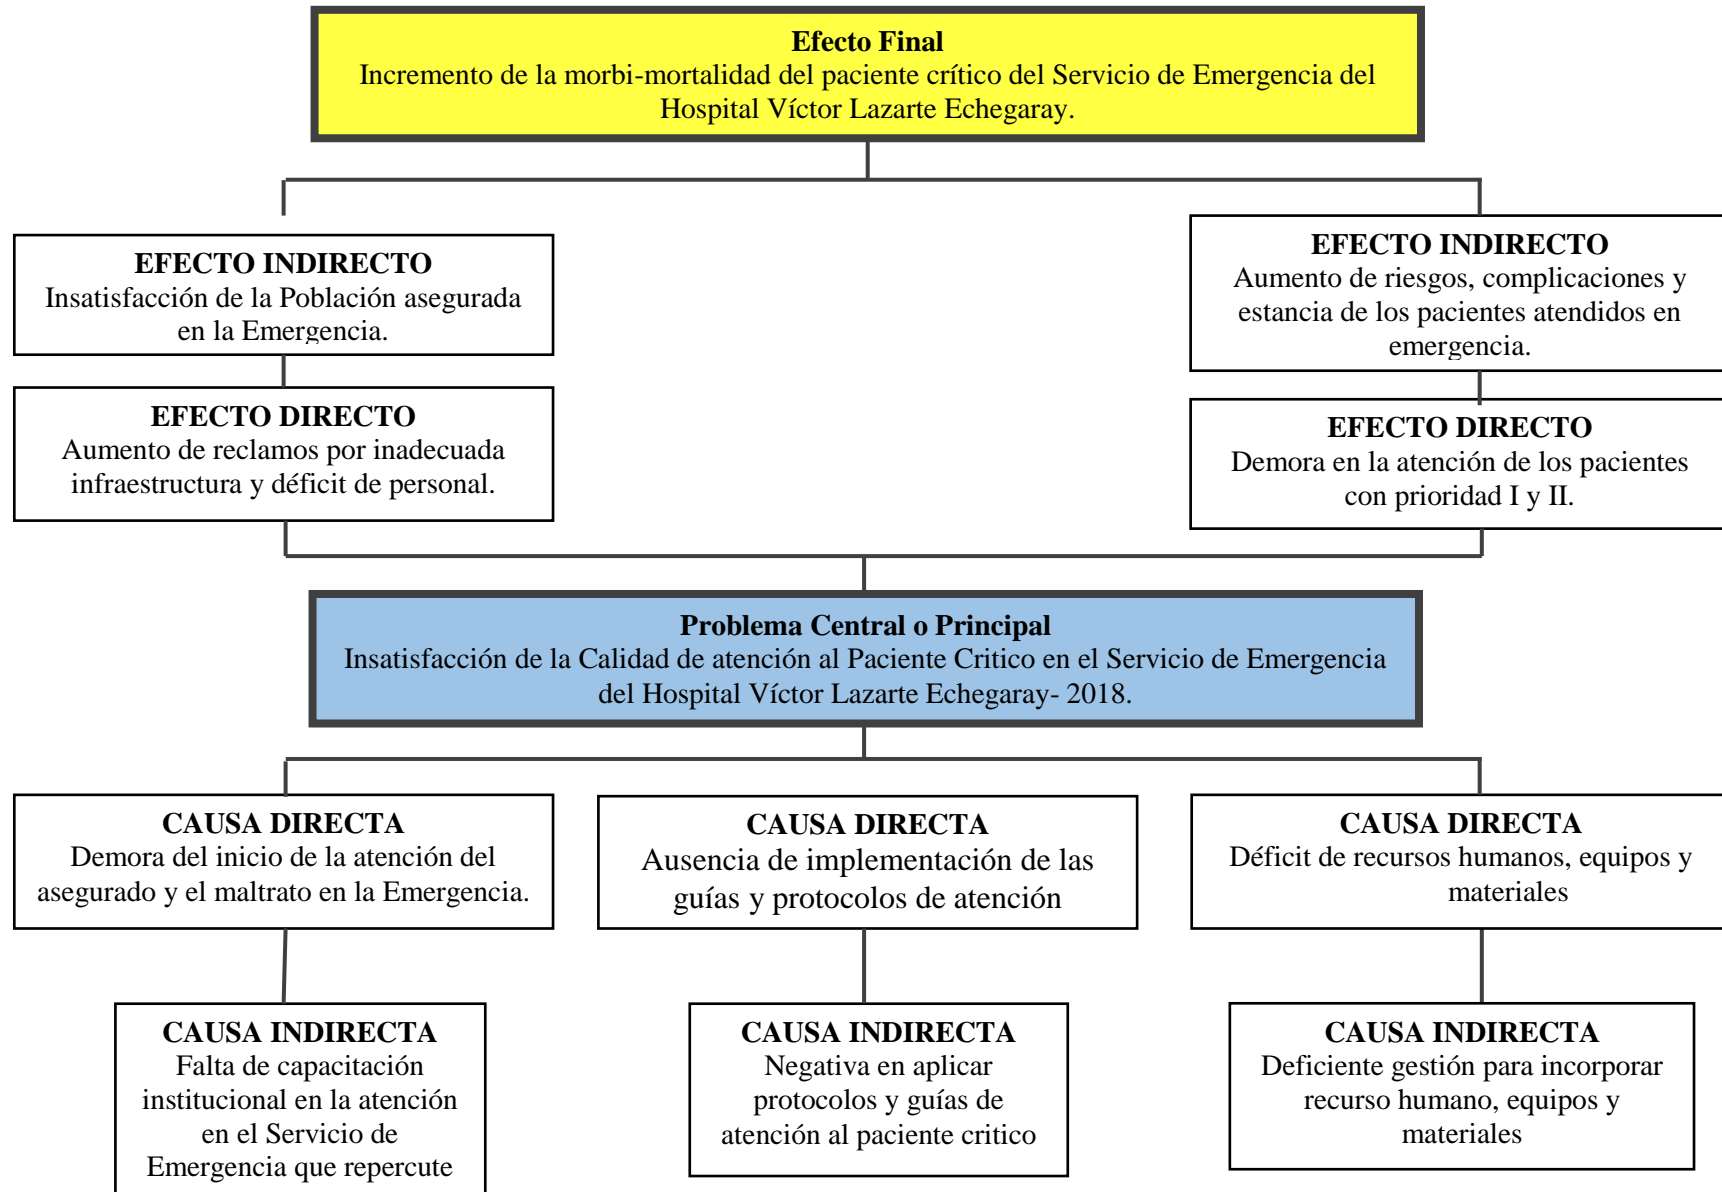 Efecto Final
Incremento de la morbi-mortalidad del paciente crítico del Servicio de Emergencia del
Hospital Víctor Lazarte Echegaray.
EFECTO INDIRECTO
Insatisfacción de la Población asegurada
en la Emergencia.
EFECTO INDIRECTO
Aumento de riesgos, complicaciones y
estancia de los pacientes atendidos en
emergencia.
EFECTO DIRECTO
Aumento de reclamos por inadecuada
infraestructura y déficit de personal.
EFECTO DIRECTO
Demora en la atención de los pacientes
con prioridad I y II.
Problema Central o Principal
Insatisfacción de la Calidad de atención al Paciente Critico en el Servicio de Emergencia
del Hospital Víctor Lazarte Echegaray- 2018.
CAUSA DIRECTA
Demora del inicio de la atención del
asegurado y el maltrato en la Emergencia.
CAUSA DIRECTA
Ausencia de implementación de las
guías y protocolos de atención
CAUSA DIRECTA
Déficit de recursos humanos, equipos y
materiales
CAUSA INDIRECTA
Falta de capacitación
institucional en la atención
en el Servicio de
Emergencia que repercute
CAUSA INDIRECTA
Negativa en aplicar
protocolos y guías de
atención al paciente critico
CAUSA INDIRECTA
Deficiente gestión para incorporar
recurso humano, equipos y
materiales